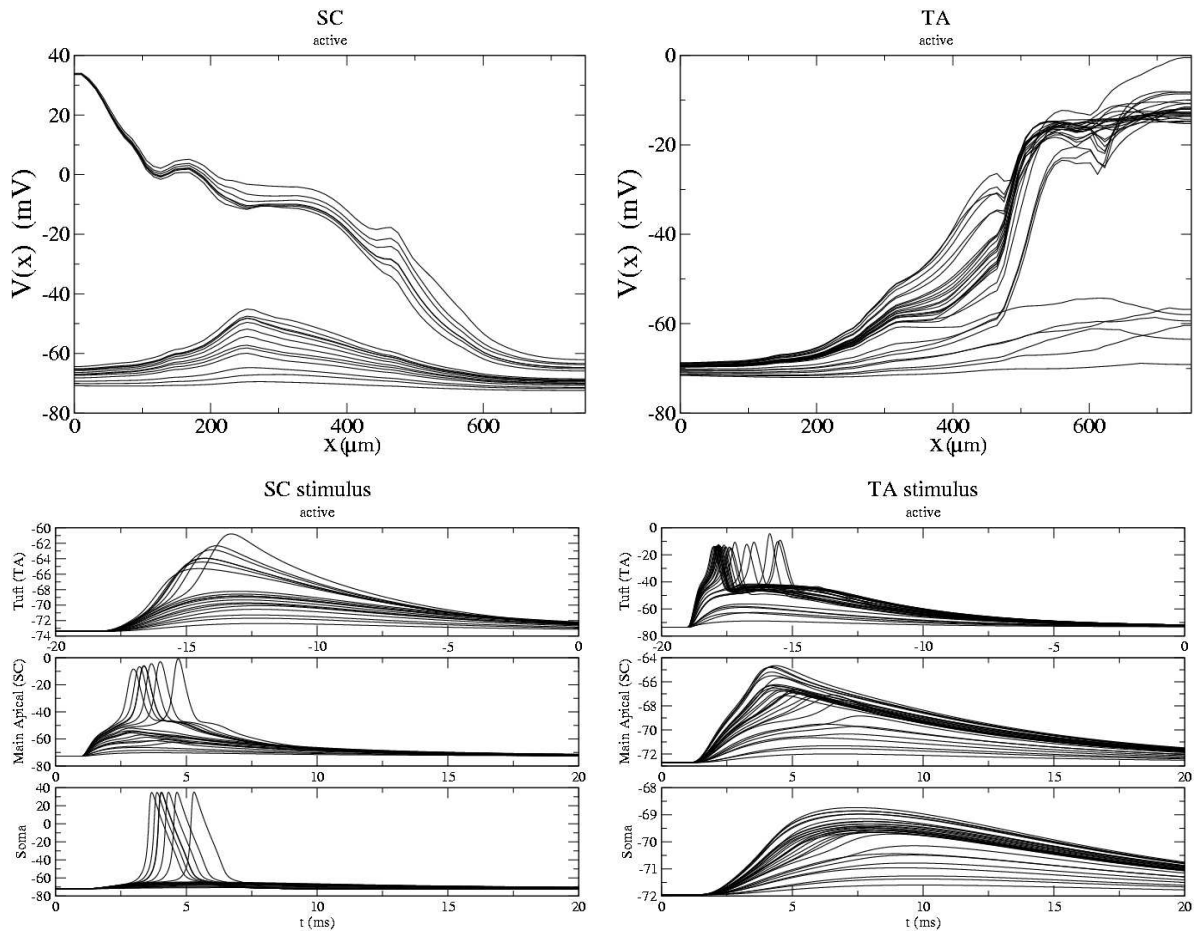 SC
active
40
20
0
-20
-40
-60
-80
V(x) (mV)
0 200 400 600
X(μm)
TA
active
0
-20
-40
-60
-80
V(x) (mV)
0 200 400 600
X(μm)
SC stimulus
active
-60
-62
-64
-66
-68
-70
-72
-74
Tuft (TA)
-20 -15 -10 -5 0
0
-20
-40
-60
-80
Main Apical (SC)
0 5 10 15 20
40
20
0
-20
-40
-60
-80
Soma
0 5 10 15 20
t (ms)
TA stimulus
active
0
-20
-40
-60
-80
Tuft (TA)
-20 -15 -10 -5 0
-64
-66
-69
-71
-72
Main Apical (SC)
0 5 10 15 20
-68
-69
-70
-71
-72
Soma
0 5 10 15 20
t (ms)